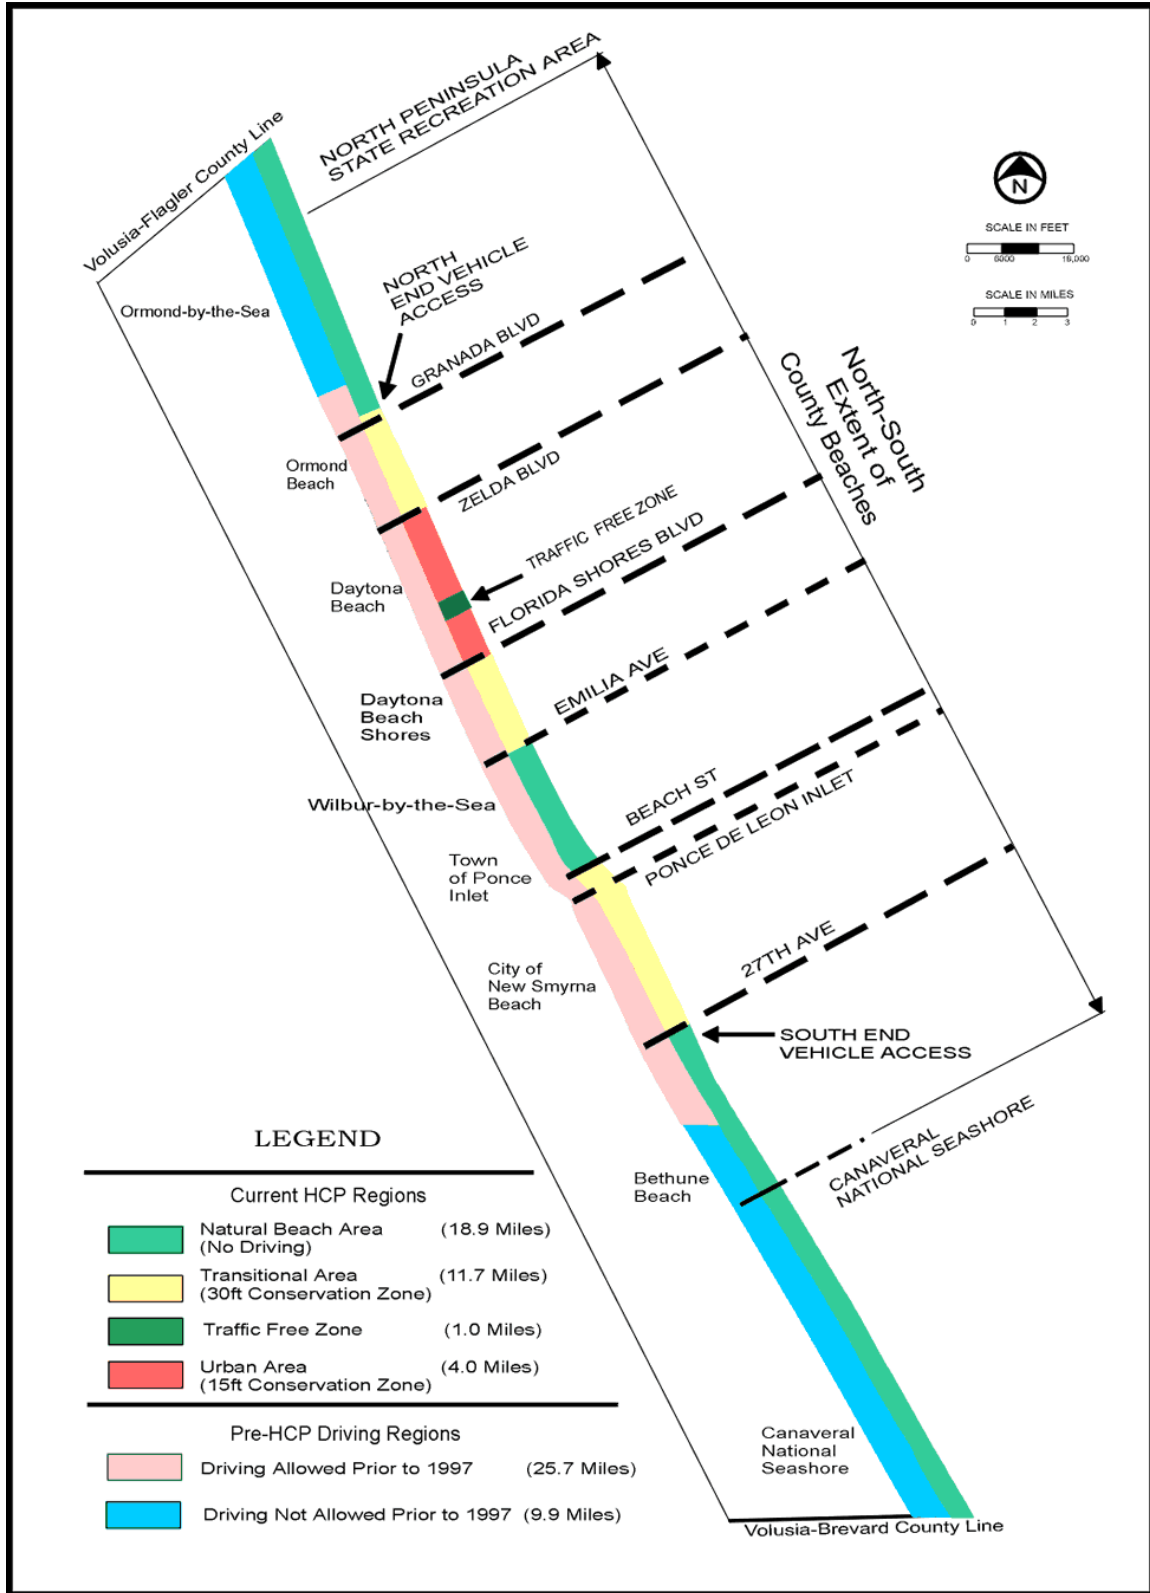 NORTH PENINSULA
STATE RECREATION AREA
Volusia-Flagler County Line
N
SCALE IN FEET
0 6000 18,000
SCALE IN MILES
0 1 2 3
NORTH
END VEHICLE
ACCESS
Ormond-by-the-Sea
GRANADA BLVD
North-South
Extent of
County Beaches
Ormond
Beach
ZELDA BLVD
TRAFFIC FREE ZONE
Daytona
Beach
FLORIDA SHORES BLVD
EMILIA AVE
Daytona
Beach
Shores
Wilbur-by-the-Sea
BEACH ST
PONCE DE LEON INLET
Town
of Ponce
Inlet
27TH AVE
City of
New Smyrna
Beach
SOUTH END
VEHICLE ACCESS
CANAVERAL
NATIONAL SEASHORE
Bethune
Beach
LEGEND
Current HCP Regions
Natural Beach Area (18.9 Miles)
(No Driving)
Transitional Area (11.7 Miles)
(30ft Conservation Zone)
Traffic Free Zone (1.0 Miles)
Urban Area (4.0 Miles)
(15ft Conservation Zone)
Pre-HCP Driving Regions
Driving Allowed Prior to 1997 (25.7 Miles)
Driving Not Allowed Prior to 1997 (9.9 Miles)
Canaveral
National
Seashore
Volusia-Brevard County Line